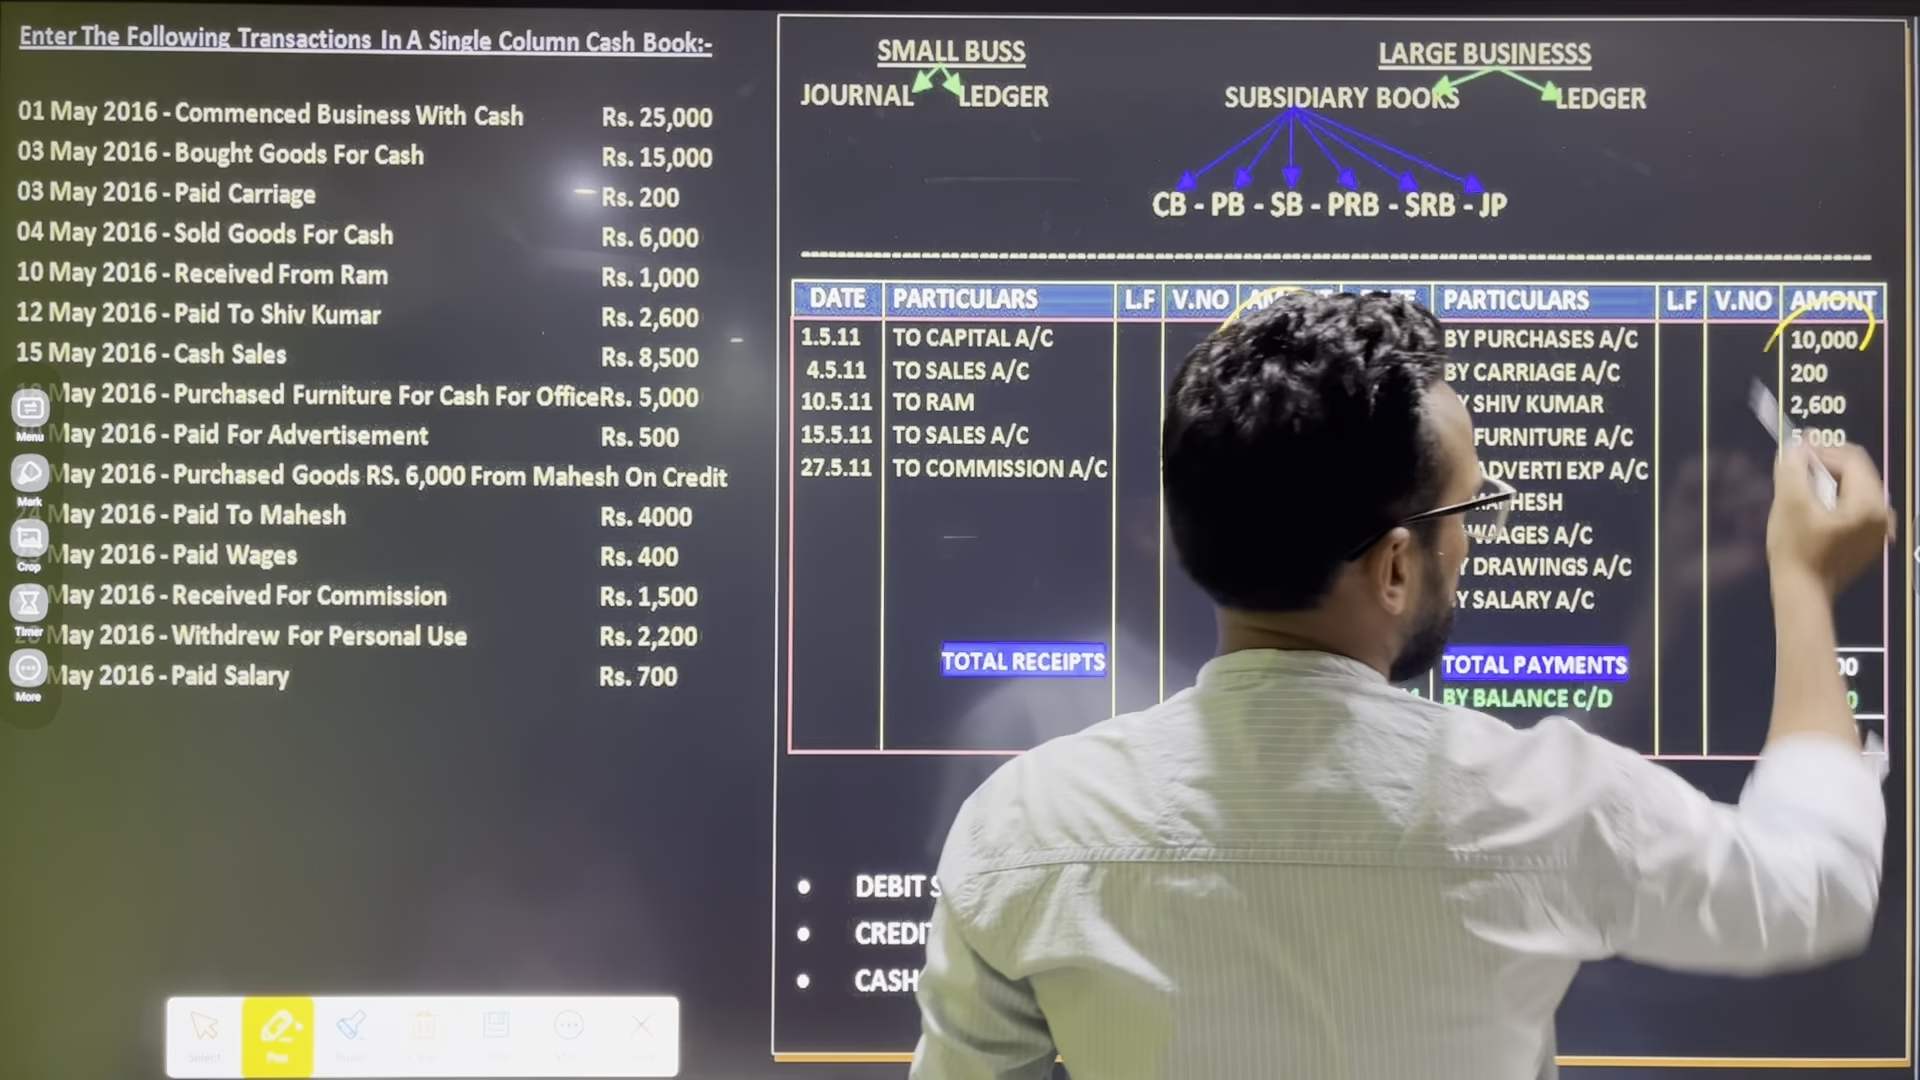 Enter The Following Transactions In A Single Column Cash Book:-
01 May 2016 - Commenced Business With Cash Rs. 25,000
03 May 2016 - Bought Goods For Cash Rs. 15,000
03 May 2016 - Paid Carriage Rs. 200
04 May 2016 - Sold Goods For Cash Rs. 6,000
10 May 2016 - Received From Ram Rs. 1,000
12 May 2016 - Paid To Shiv Kumar Rs. 2,600
15 May 2016 - Cash Sales Rs. 8,500
May 2016 - Purchased Furniture For Cash For Office Rs. 5,000
May 2016 - Paid For Advertisement Rs. 500
May 2016 - Purchased Goods RS. 6,000 From Mahesh On Credit
May 2016 - Paid To Mahesh Rs. 4000
May 2016 - Paid Wages Rs. 400
May 2016 - Received For Commission Rs. 1,500
May 2016 - Withdrew For Personal Use Rs. 2,200
May 2016 - Paid Salary Rs. 700
Menu
Mark
Crop
Timer
More
Select
Pen
SMALL BUSS
JOURNAL LEDGER
LARGE BUSINESSS
SUBSIDIARY BOOKS LEDGER
CB - PB - SB - PRB - SRB - JP
DATE PARTICULARS L.F V.NO PARTICULARS L.F V.NO AMONT
1.5.11 TO CAPITAL A/C BY PURCHASES A/C 10,000
4.5.11 TO SALES A/C BY CARRIAGE A/C 200
10.5.11 TO RAM SHIV KUMAR 2,600
15.5.11 TO SALES A/C FURNITURE A/C 5,000
27.5.11 TO COMMISSION A/C ADVERTI EXP A/C
WAGES A/C
DRAWINGS A/C
SALARY A/C
TOTAL RECEIPTS TOTAL PAYMENTS
BY BALANCE C/D
• DEBIT
•
• CASH